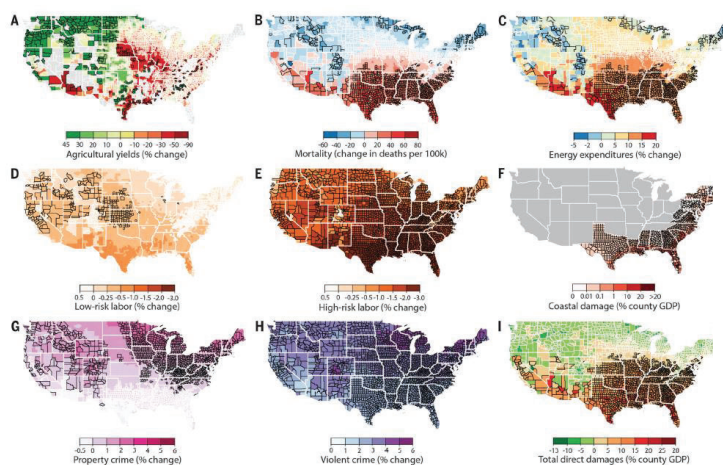 A
B
C
45 30 20 10 0 -10 -20 -30 -50 -90
Agricultural yields (% change)
-60 -40 -20 0 20 40 60 80
Mortality (change in deaths per 100k)
-5 -2 0 5 10 15 20
Energy expenditures (% change)
D
E
F
0.5 0 -0.25 -0.5 -1.0 -1.5 -2.0 -3.0
Low-risk labor (% change)
0.5 0 -0.25 -0.5 -1.0 -1.5 -2.0 -3.0
High-risk labor (% change)
0 0.01 0.1 1 10 20 >20
Coastal damage (% county GDP)
G
H
I
-0.5 0 1 2 3 4 5 6
Property crime (% change)
0 1 2 3 4 5 6
Violent crime (% change)
-13 -10 -5 0 5 10 15 20 28
Total direct damages (% county GDP)